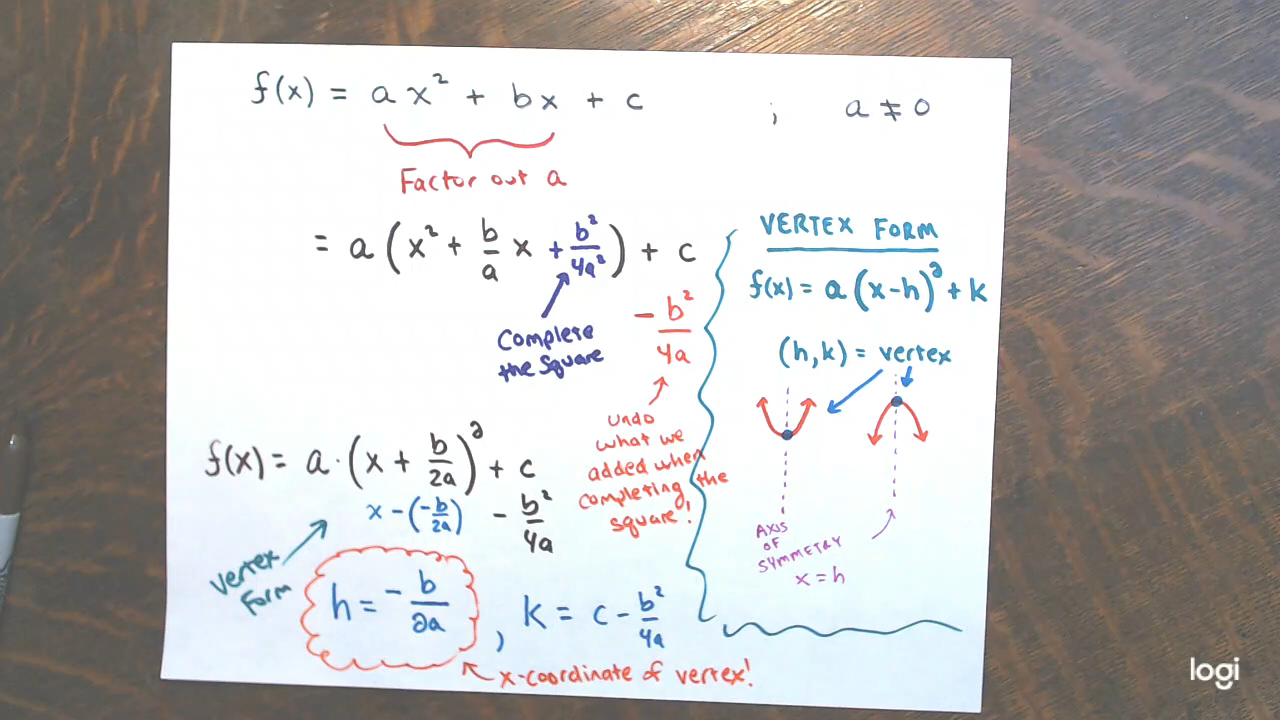 f(x) = ax² + bx + c ; a ≠ 0
Factor out a
= a (x² + b/a x + b²/4a²) + c
- b²/4a
Complete
the Square
Undo
what we
added when
completing the
square!
f(x) = a · (x + b/2a)² + c
- b²/4a
x - (-b/2a)
Vertex
Form
h = - b/2a , k = c - b²/4a
x-coordinate of vertex!
VERTEX FORM
f(x) = a (x-h)² + k
(h,k) = vertex
AXIS
OF
SYMMETRY
x = h
logi